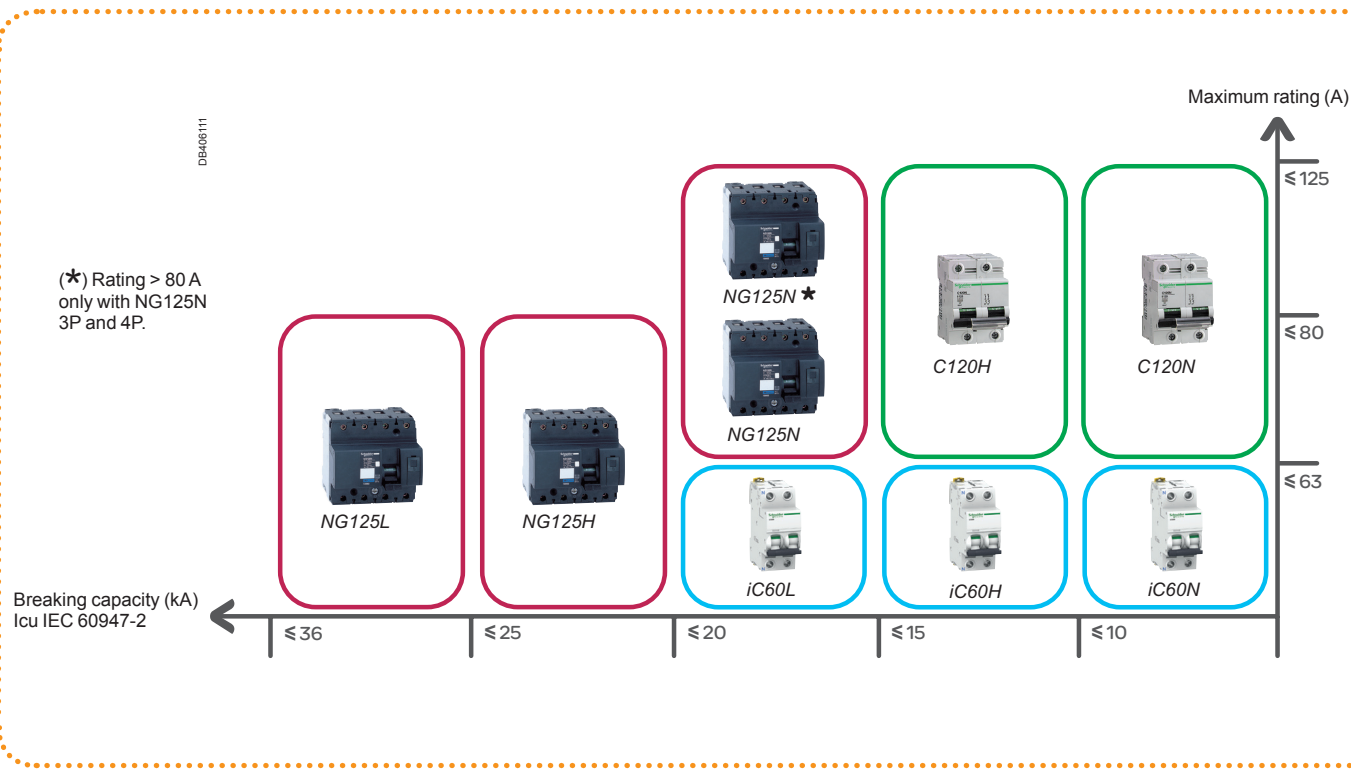 Maximum rating (A)
DB406111
≤ 125
(★) Rating > 80 A
only with NG125N
3P and 4P.
NG125N ★
C120H
C120N
≤ 80
NG125N
≤ 63
NG125L
NG125H
iC60L
iC60H
iC60N
Breaking capacity (kA)
Icu IEC 60947-2
≤ 36
≤ 25
≤ 20
≤ 15
≤ 10